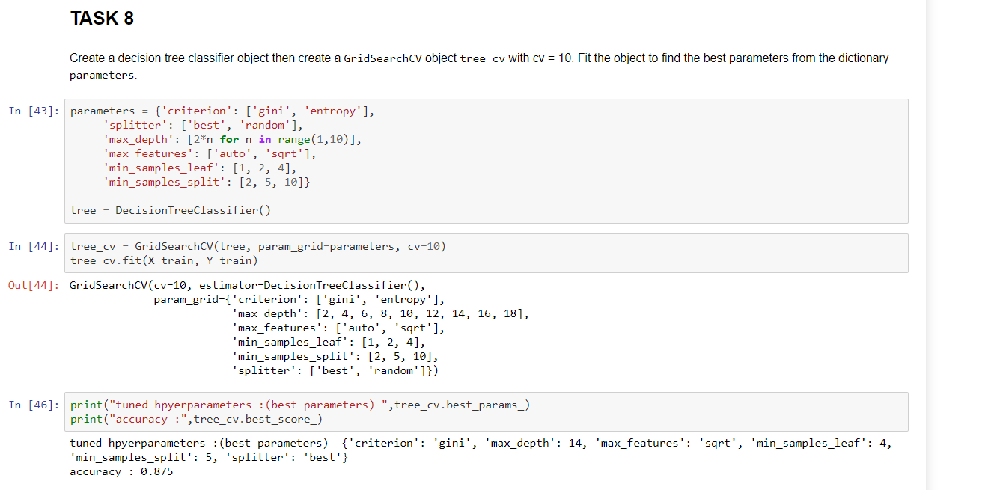 TASK 8
Create a decision tree classifier object then create a GridSearchCV object tree_cv with cv = 10. Fit the object to find the best parameters from the dictionary
parameters.
In [43]: parameters = {'criterion': ['gini', 'entropy'],
'splitter': ['best', 'random'],
'max_depth': [2*n for n in range(1,10)],
'max_features': ['auto', 'sqrt'],
'min_samples_leaf': [1, 2, 4],
'min_samples_split': [2, 5, 10]}
tree = DecisionTreeClassifier()
In [44]: tree_cv = GridSearchCV(tree, param_grid=parameters, cv=10)
tree_cv.fit(X_train, Y_train)
Out[44]: GridSearchCV(cv=10, estimator=DecisionTreeClassifier(),
param_grid={'criterion': ['gini', 'entropy'],
'max_depth': [2, 4, 6, 8, 10, 12, 14, 16, 18],
'max_features': ['auto', 'sqrt'],
'min_samples_leaf': [1, 2, 4],
'min_samples_split': [2, 5, 10],
'splitter': ['best', 'random']})
In [46]: print("tuned hpyerparameters :(best parameters) ",tree_cv.best_params_)
print("accuracy :",tree_cv.best_score_)
tuned hpyerparameters :(best parameters)  {'criterion': 'gini', 'max_depth': 14, 'max_features': 'sqrt', 'min_samples_leaf': 4,
'min_samples_split': 5, 'splitter': 'best'}
accuracy : 0.875